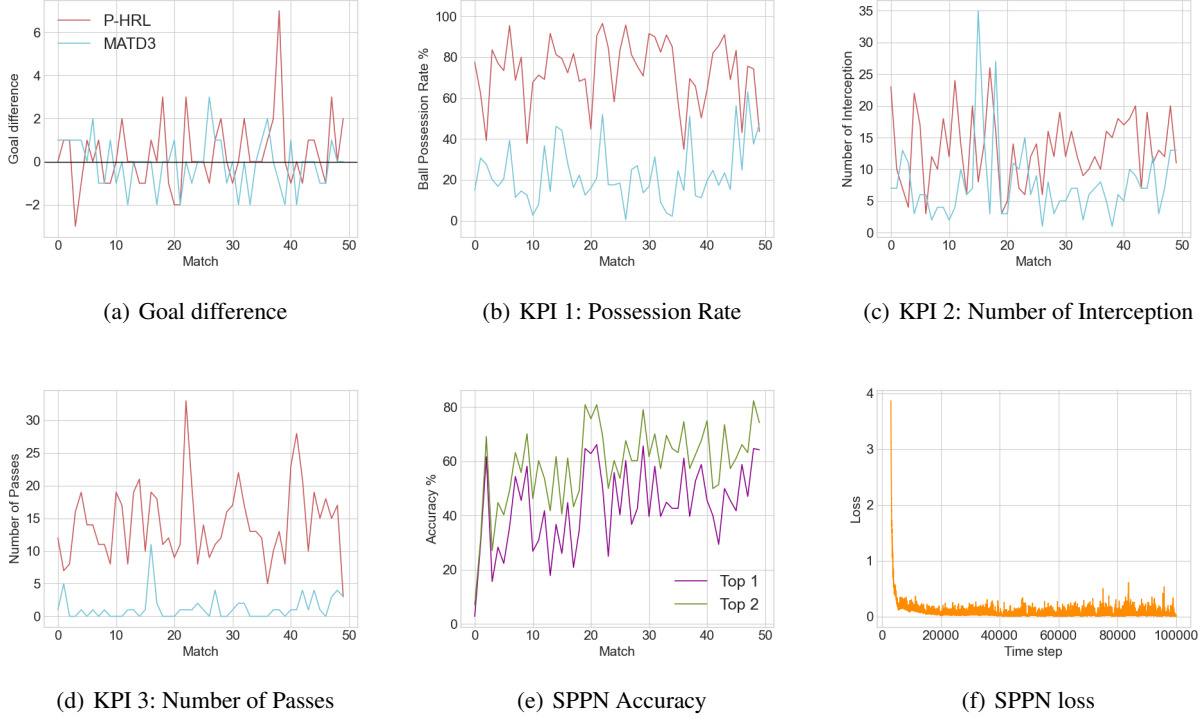 P-HRL
MATD3
Goal difference
6
4
2
0
−2
0 10 20 30 40 50
Match
(a) Goal difference
Ball Possession Rate %
100
80
60
40
20
0
0 10 20 30 40 50
Match
(b) KPI 1: Possession Rate
Number of Interception
35
30
25
20
15
10
5
0
0 10 20 30 40 50
Match
(c) KPI 2: Number of Interception
Number of Passes
30
25
20
15
10
5
0
0 10 20 30 40 50
Match
(d) KPI 3: Number of Passes
Accuracy %
80
60
40
20
0
Top 1
Top 2
0 10 20 30 40 50
Match
(e) SPPN Accuracy
Loss
4
3
2
1
0
0 20000 40000 60000 80000 100000
Time step
(f) SPPN loss